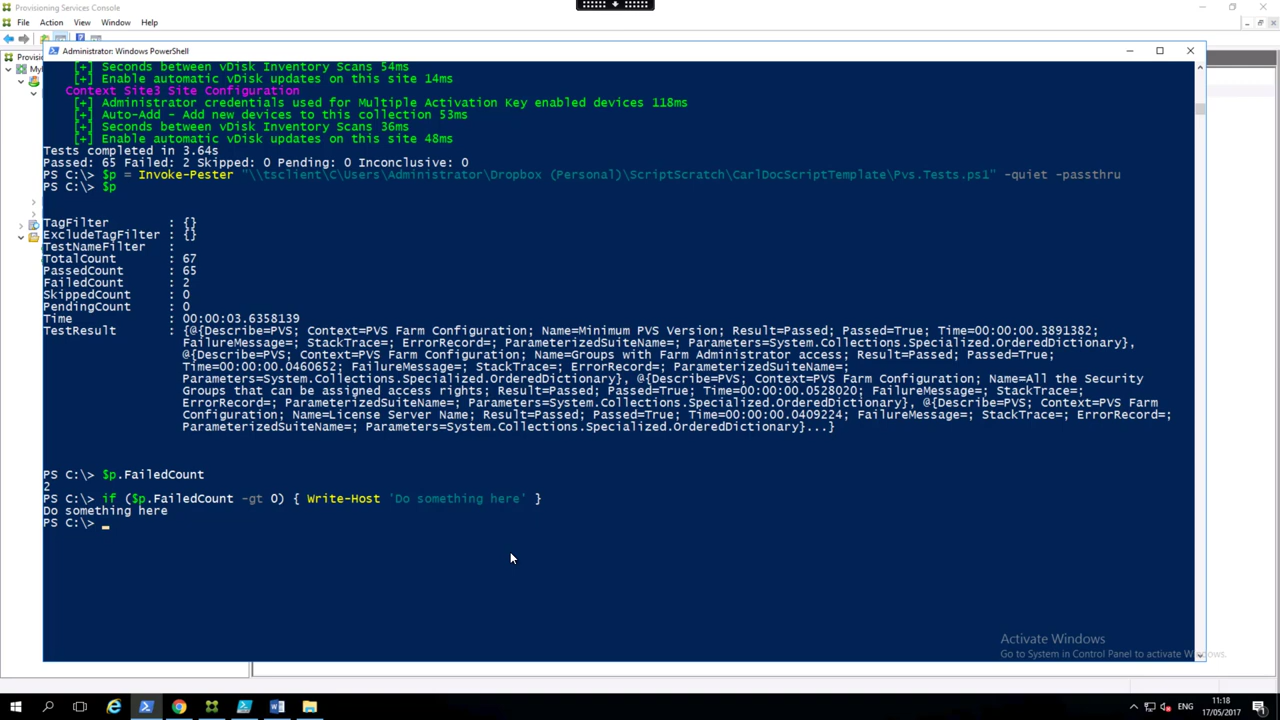 Provisioning Services Console
File Action View Window Help
Provision
Administrator: Windows PowerShell
[+] Seconds between vDisk Inventory Scans 54ms
[+] Enable automatic vDisk updates on this site 14ms
Context Site3 Site Configuration
[+] Administrator credentials used for Multiple Activation Key enabled devices 118ms
[+] Auto-Add - Add new devices to this collection 53ms
[+] Seconds between vDisk Inventory Scans 36ms
[+] Enable automatic vDisk updates on this site 48ms
Tests completed in 3.64s
Passed: 65 Failed: 2 Skipped: 0 Pending: 0 Inconclusive: 0
PS C:\> $p = Invoke-Pester "\\tsclient\C\Users\Administrator\Dropbox (Personal)\ScriptScratch\CarlDocScriptTemplate\Pvs.Tests.ps1" -quiet -passthru
PS C:\> $p
TagFilter : {}
ExcludeTagFilter : {}
TestNameFilter :
TotalCount : 67
PassedCount : 65
FailedCount : 2
SkippedCount : 0
PendingCount : 0
Time : 00:00:03.6358139
TestResult : {@{Describe=PVS; Context=PVS Farm Configuration; Name=Minimum PVS Version; Result=Passed; Passed=True; Time=00:00:00.3891382;
FailureMessage=; StackTrace=; ErrorRecord=; ParameterizedSuiteName=; Parameters=System.Collections.Specialized.OrderedDictionary},
@{Describe=PVS; Context=PVS Farm Configuration; Name=Groups with Farm Administrator access; Result=Passed; Passed=True;
Time=00:00:00.0460652; FailureMessage=; StackTrace=; ErrorRecord=; ParameterizedSuiteName=;
Parameters=System.Collections.Specialized.OrderedDictionary}, @{Describe=PVS; Context=PVS Farm Configuration; Name=All the Security
Groups that can be assigned access rights; Result=Passed; Passed=True; Time=00:00:00.0528020; FailureMessage=; StackTrace=;
ErrorRecord=; ParameterizedSuiteName=; Parameters=System.Collections.Specialized.OrderedDictionary}, @{Describe=PVS; Context=PVS Farm
Configuration; Name=License Server Name; Result=Passed; Passed=True; Time=00:00:00.0409224; FailureMessage=; StackTrace=; ErrorRecord=;
ParameterizedSuiteName=; Parameters=System.Collections.Specialized.OrderedDictionary}...}
PS C:\> $p.FailedCount
2
PS C:\> if ($p.FailedCount -gt 0) { Write-Host 'Do something here' }
Do something here
PS C:\>
Activate Windows
Go to System in Control Panel to activate Windows.
ENG
11:18
17/05/2017